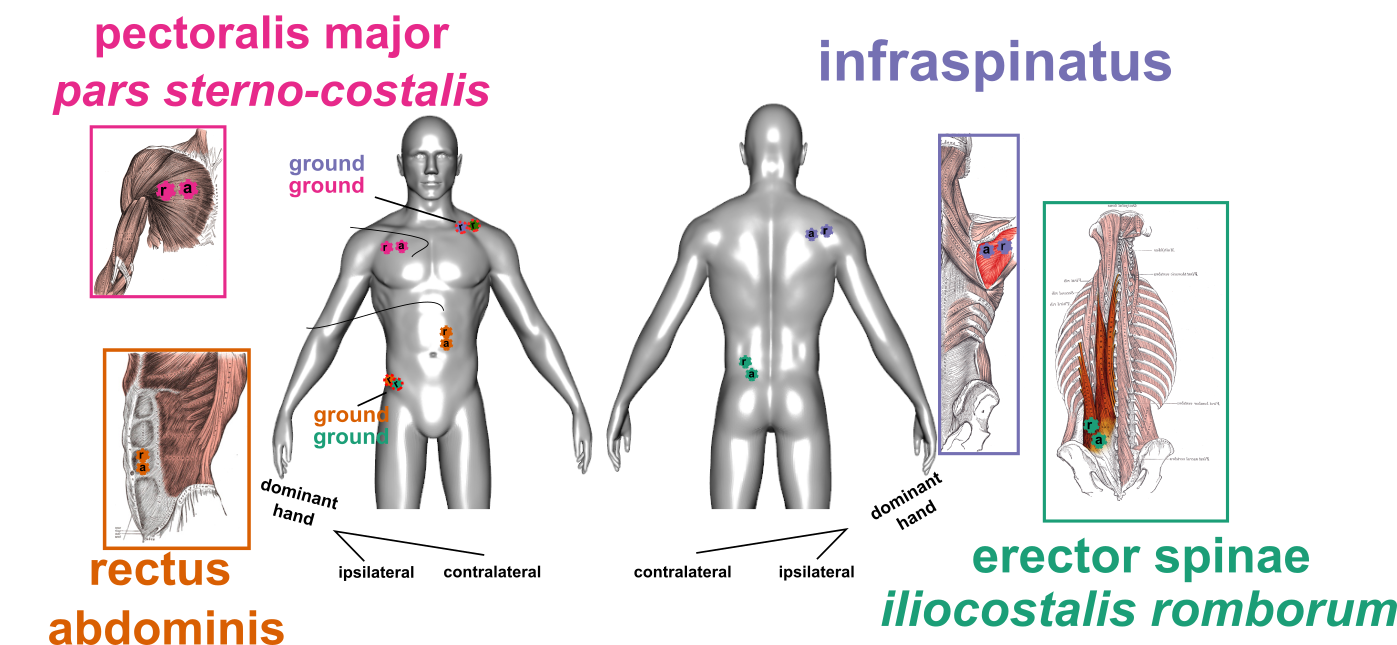 pectoralis major
pars sterno-costalis
infraspinatus
ground
ground
r a
r a
r r
a r
a r
r
a
r
a
r
a
r
a
r r
ground
ground
dominant
hand
ipsilateral contralateral
dominant
hand
contralateral ipsilateral
rectus
abdominis
erector spinae
iliocostalis romborum